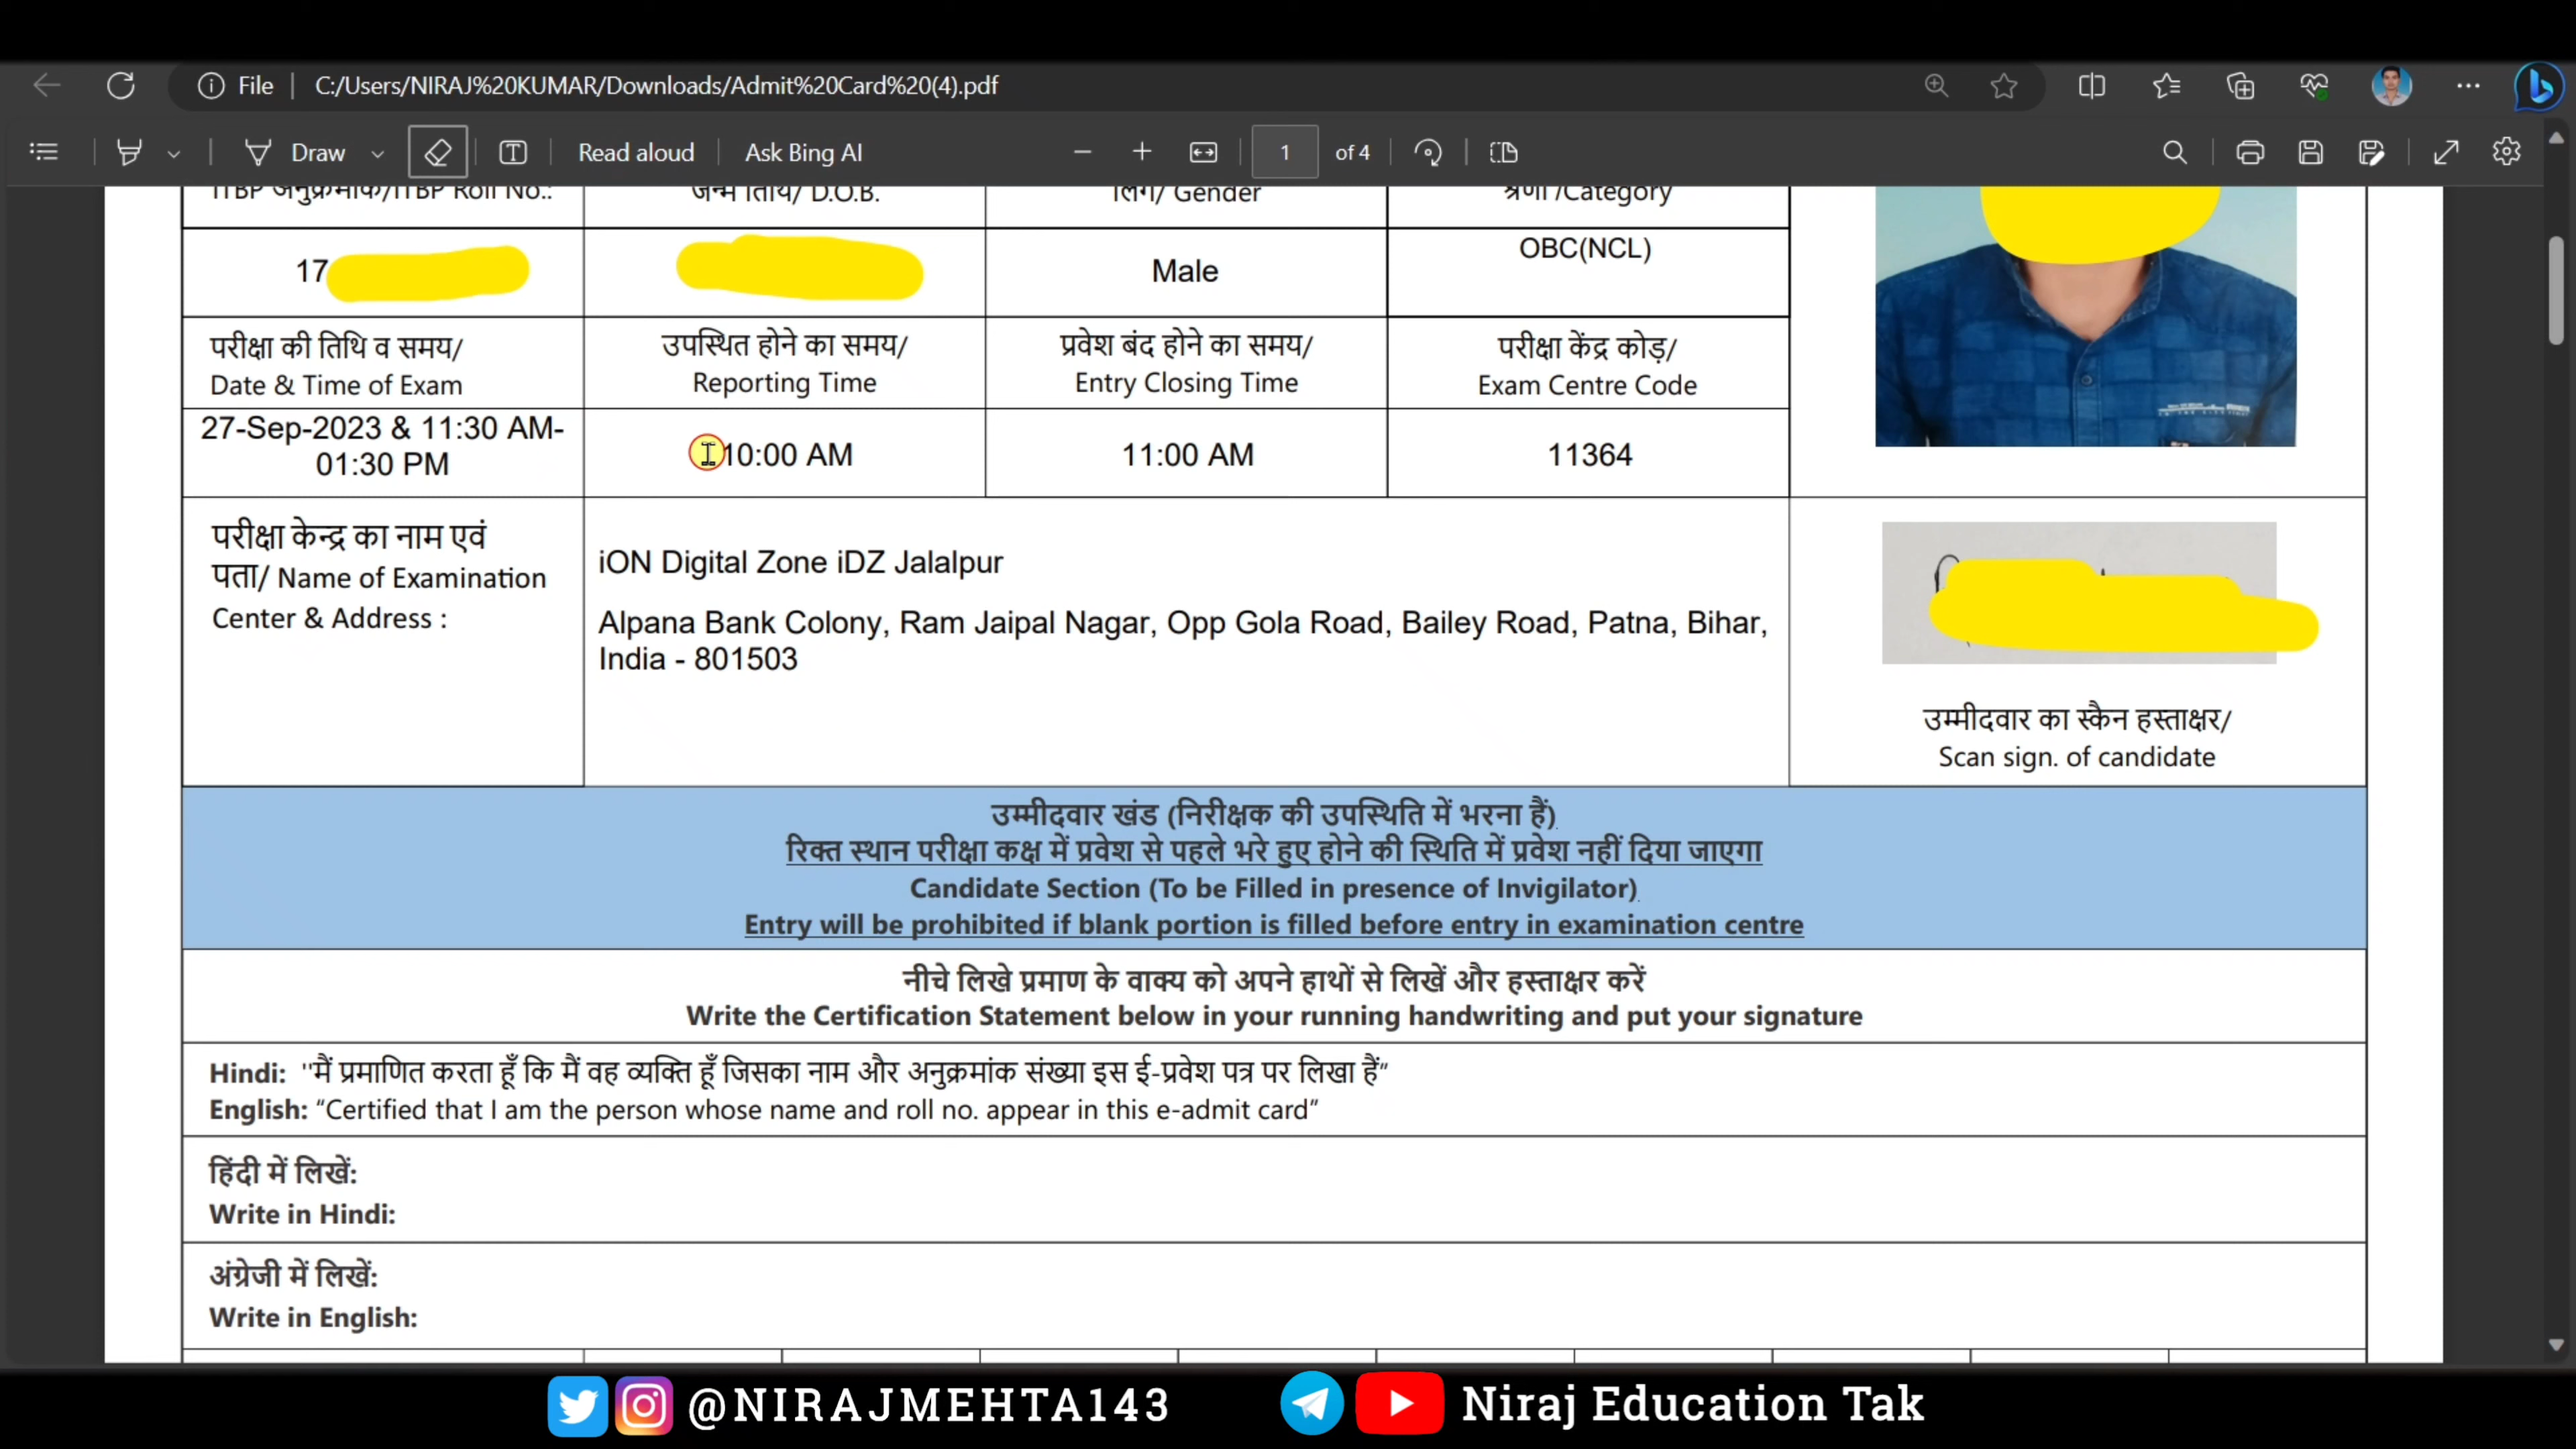 File | C:/Users/NIRAJ%20KUMAR/Downloads/Admit%20Card%20(4).pdf
Draw Read aloud Ask Bing AI 1 of 4
ITBP अनुक्रमांक/ITBP Roll No.: जन्म तिथि/ D.O.B. लिंग/ Gender श्रेणी /Category
17 Male OBC(NCL)
परीक्षा की तिथि व समय/ उपस्थित होने का समय/ प्रवेश बंद होने का समय/ परीक्षा केंद्र कोड़/
Date & Time of Exam Reporting Time Entry Closing Time Exam Centre Code
27-Sep-2023 & 11:30 AM-
01:30 PM 10:00 AM 11:00 AM 11364
परीक्षा केन्द्र का नाम एवं
पता/ Name of Examination
Center & Address :
iON Digital Zone iDZ Jalalpur
Alpana Bank Colony, Ram Jaipal Nagar, Opp Gola Road, Bailey Road, Patna, Bihar,
India - 801503
उम्मीदवार का स्कैन हस्ताक्षर/
Scan sign. of candidate
उम्मीदवार खंड (निरीक्षक की उपस्थिति में भरना हैं)
रिक्त स्थान परीक्षा कक्ष में प्रवेश से पहले भरे हुए होने की स्थिति में प्रवेश नहीं दिया जाएगा
Candidate Section (To be Filled in presence of Invigilator)
Entry will be prohibited if blank portion is filled before entry in examination centre
नीचे लिखे प्रमाण के वाक्य को अपने हाथों से लिखें और हस्ताक्षर करें
Write the Certification Statement below in your running handwriting and put your signature
Hindi: ''मैं प्रमाणित करता हूँ कि मैं वह व्यक्ति हूँ जिसका नाम और अनुक्रमांक संख्या इस ई-प्रवेश पत्र पर लिखा हैं”
English: “Certified that I am the person whose name and roll no. appear in this e-admit card”
हिंदी में लिखें:
Write in Hindi:
अंग्रेजी में लिखें:
Write in English:
@NIRAJMEHTA143 Niraj Education Tak